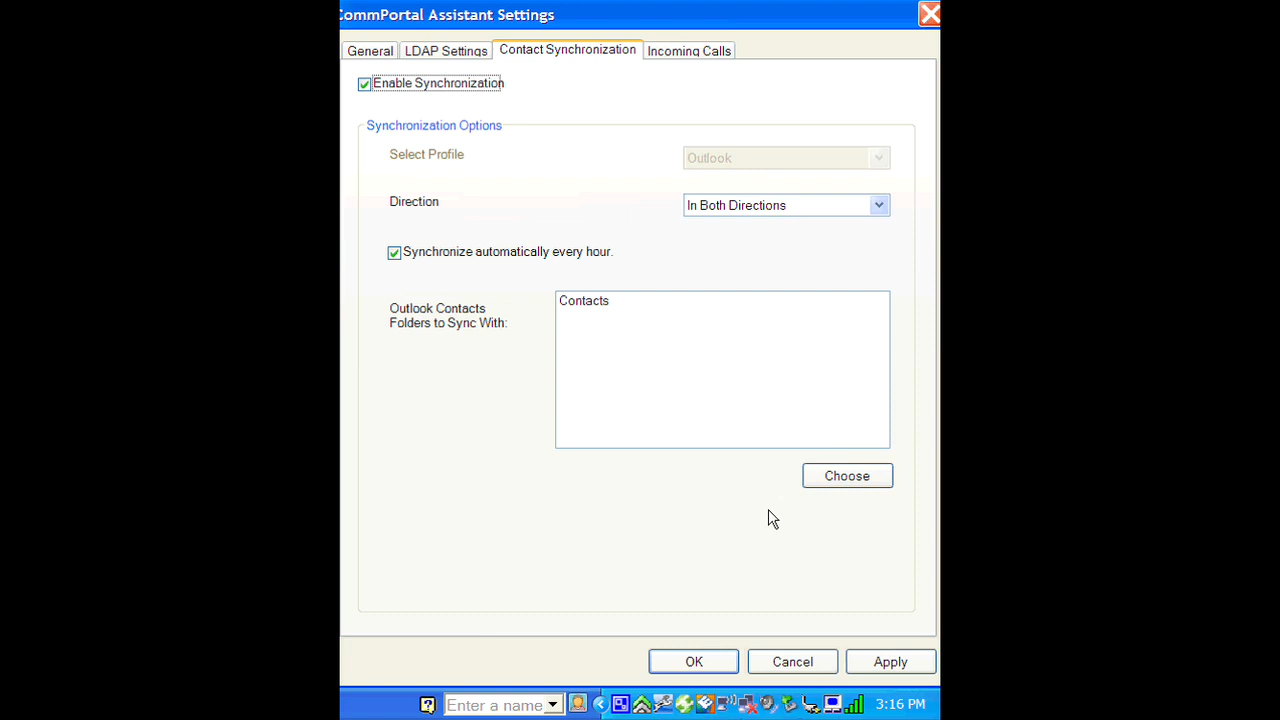 CommPortal Assistant Settings
General
LDAP Settings
Contact Synchronization
Incoming Calls
Enable Synchronization
Synchronization Options
Select Profile
Outlook
Direction
In Both Directions
Synchronize automatically every hour.
Outlook Contacts
Folders to Sync With:
Contacts
Choose
OK
Cancel
Apply
Enter a name
3:16 PM